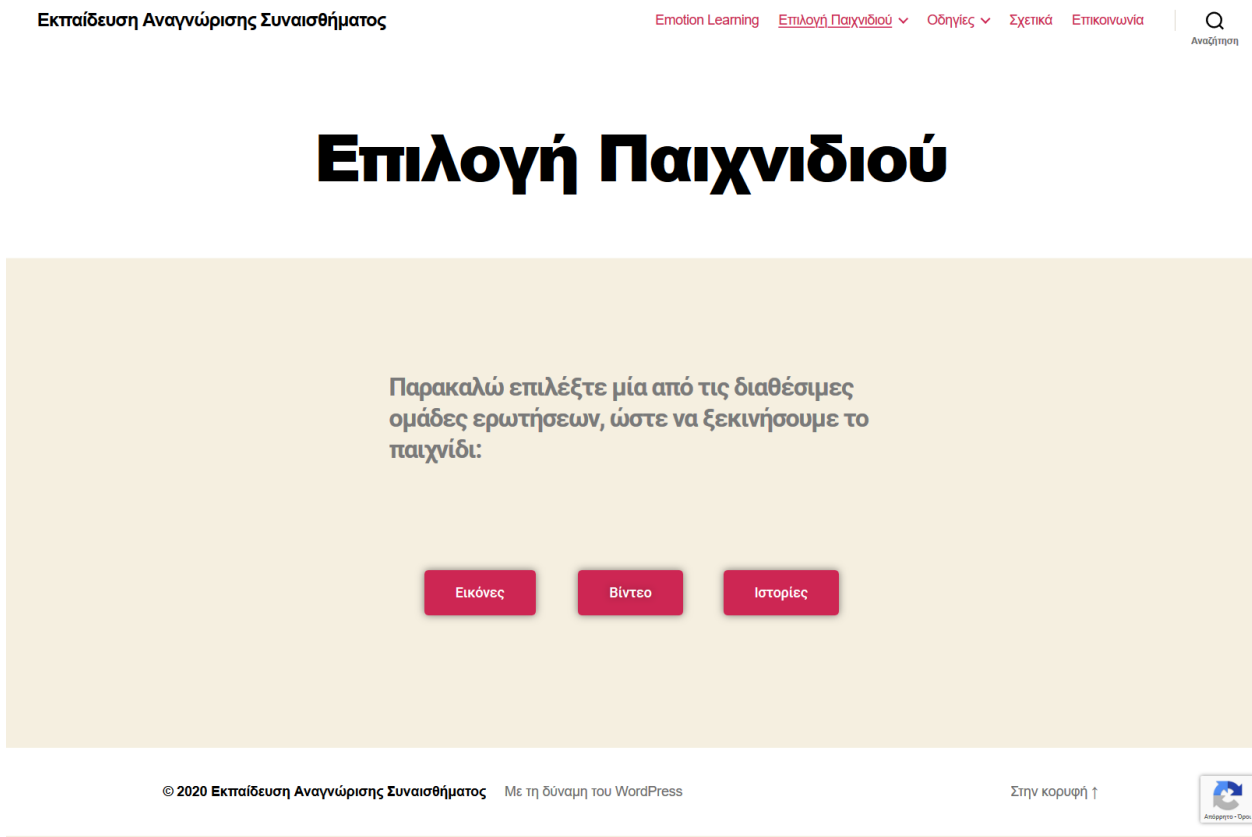 Εκπαίδευση Αναγνώρισης Συναισθήματος
Emotion Learning Επιλογή Παιχνιδιού Οδηγίες Σχετικά Επικοινωνία
Αναζήτηση
Επιλογή Παιχνιδιού
Παρακαλώ επιλέξτε μία από τις διαθέσιμες
ομάδες ερωτήσεων, ώστε να ξεκινήσουμε το
παιχνίδι:
Εικόνες Βίντεο Ιστορίες
© 2020 Εκπαίδευση Αναγνώρισης Συναισθήματος Με τη δύναμη του WordPress Στην κορυφή ↑
Απόρρητο - Όροι